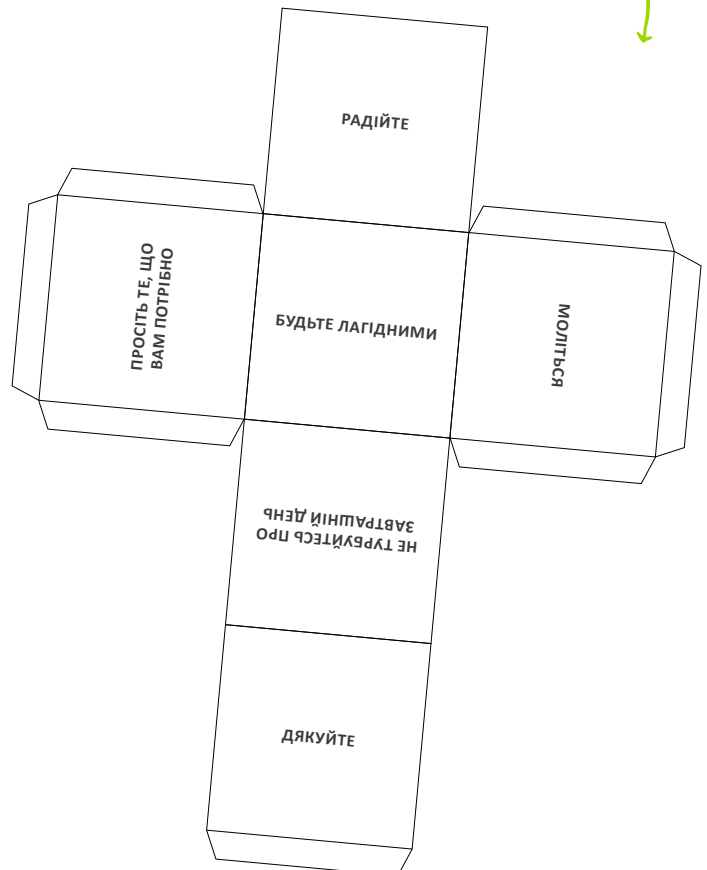 РАДІЙТЕ
ПРОСІТЬ ТЕ, ЩО
ВАМ ПОТРІБНО
БУДЬТЕ ЛАГІДНИМИ
МОЛІТЬСЯ
НЕ ТУРБУЙТЕСЬ ПРО
ЗАВТРАШНІЙ ДЕНЬ
ДЯКУЙТЕ